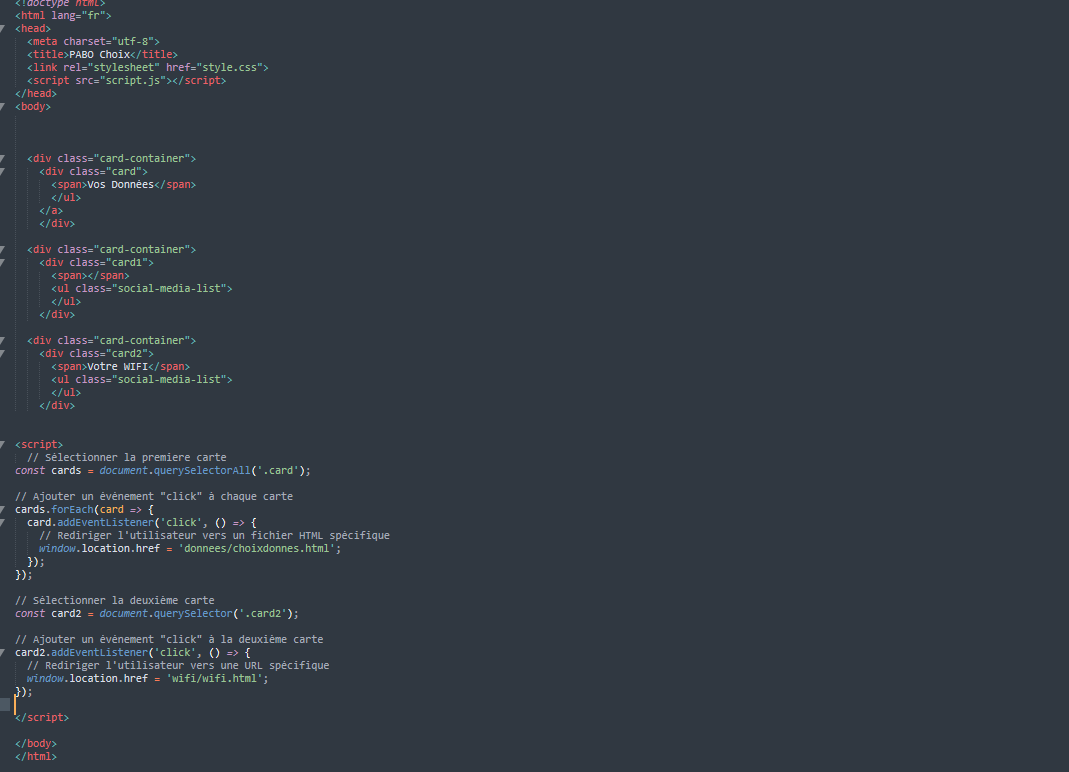 <!doctype html>
<html lang="fr">
<head>
<meta charset="utf-8">
<title>PABO Choix</title>
<link rel="stylesheet" href="style.css">
<script src="script.js"></script>
</head>
<body>
<div class="card-container">
<div class="card">
<span>Vos Données</span>
</ul>
</a>
</div>
<div class="card-container">
<div class="card1">
<span></span>
<ul class="social-media-list">
</ul>
</div>
<div class="card-container">
<div class="card2">
<span>Votre WIFI</span>
<ul class="social-media-list">
</ul>
</div>
<script>
// Sélectionner la premiere carte
const cards = document.querySelectorAll('.card');
// Ajouter un événement "click" à chaque carte
cards.forEach(card => {
card.addEventListener('click', () => {
// Rediriger l'utilisateur vers un fichier HTML spécifique
window.location.href = 'donnees/choixdonnes.html';
});
});
// Sélectionner la deuxième carte
const card2 = document.querySelector('.card2');
// Ajouter un événement "click" à la deuxième carte
card2.addEventListener('click', () => {
// Rediriger l'utilisateur vers une URL spécifique
window.location.href = 'wifi/wifi.html';
});
</script>
</body>
</html>